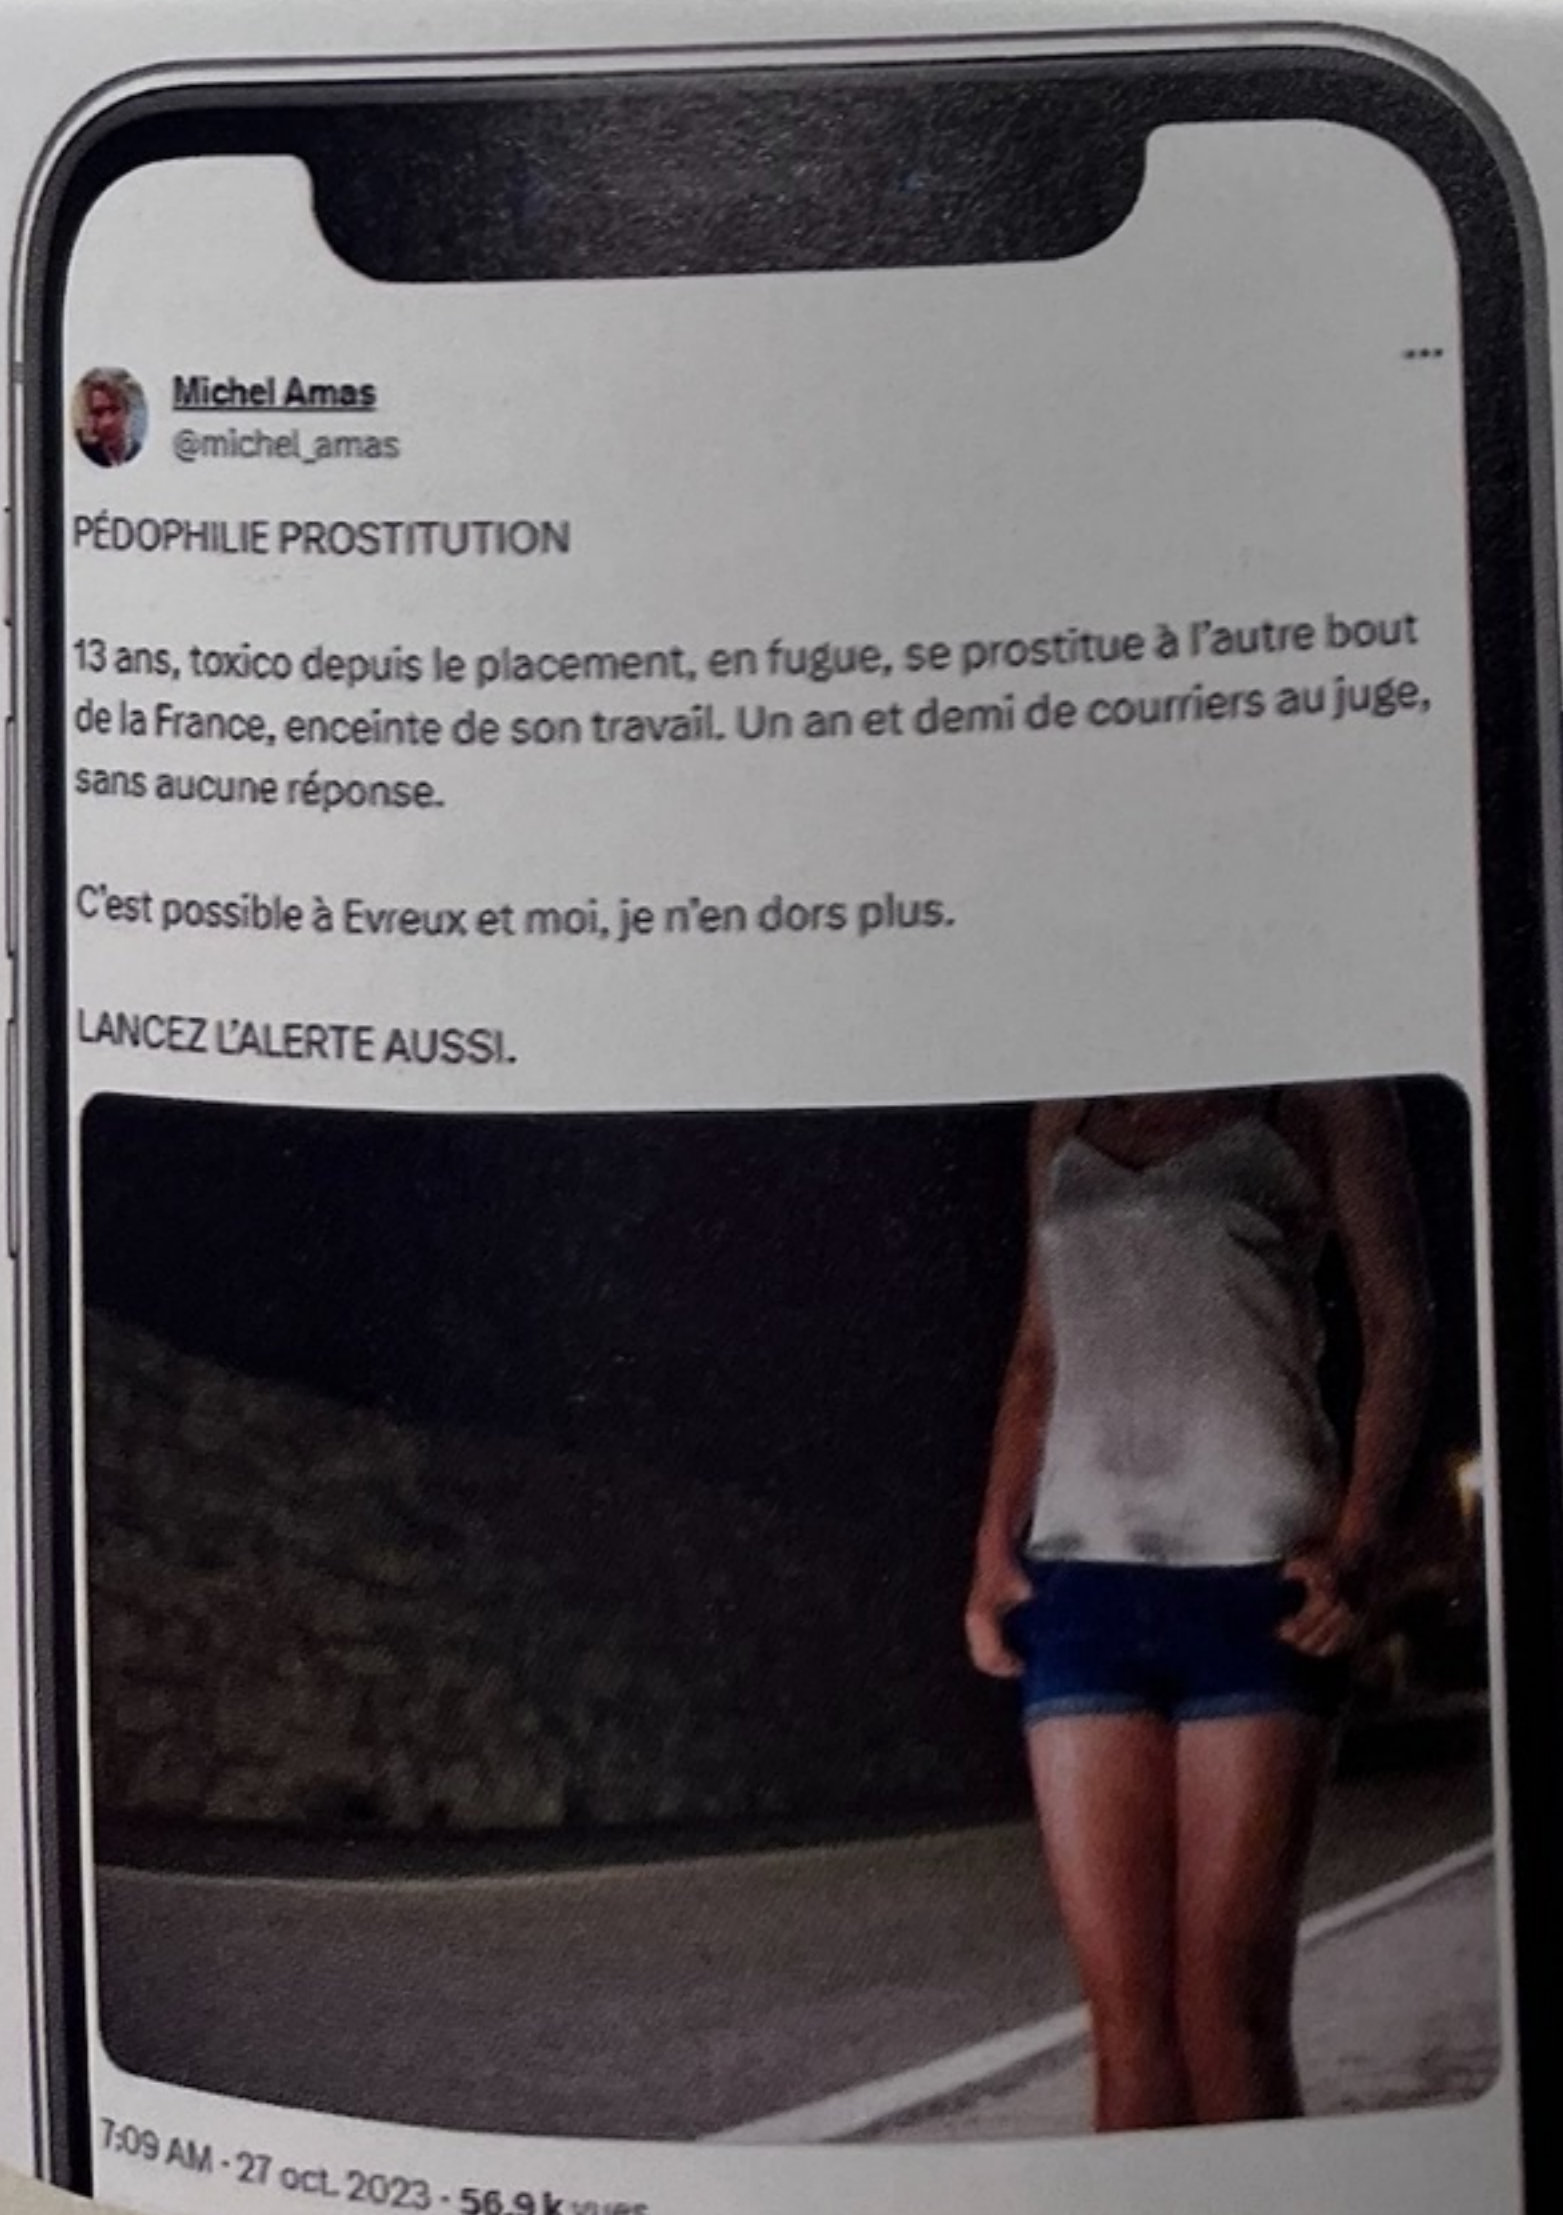 Michel Amas
@michel_amas
PÉDOPHILIE PROSTITUTION
13 ans, toxico depuis le placement, en fugue, se prostitue à l'autre bout
de la France, enceinte de son travail. Un an et demi de courriers au juge,
sans aucune réponse.
C'est possible à Evreux et moi, je n'en dors plus.
LANCEZ L'ALERTE AUSSI.
7:09 AM · 27 oct. 2023 · 56,9 k vues